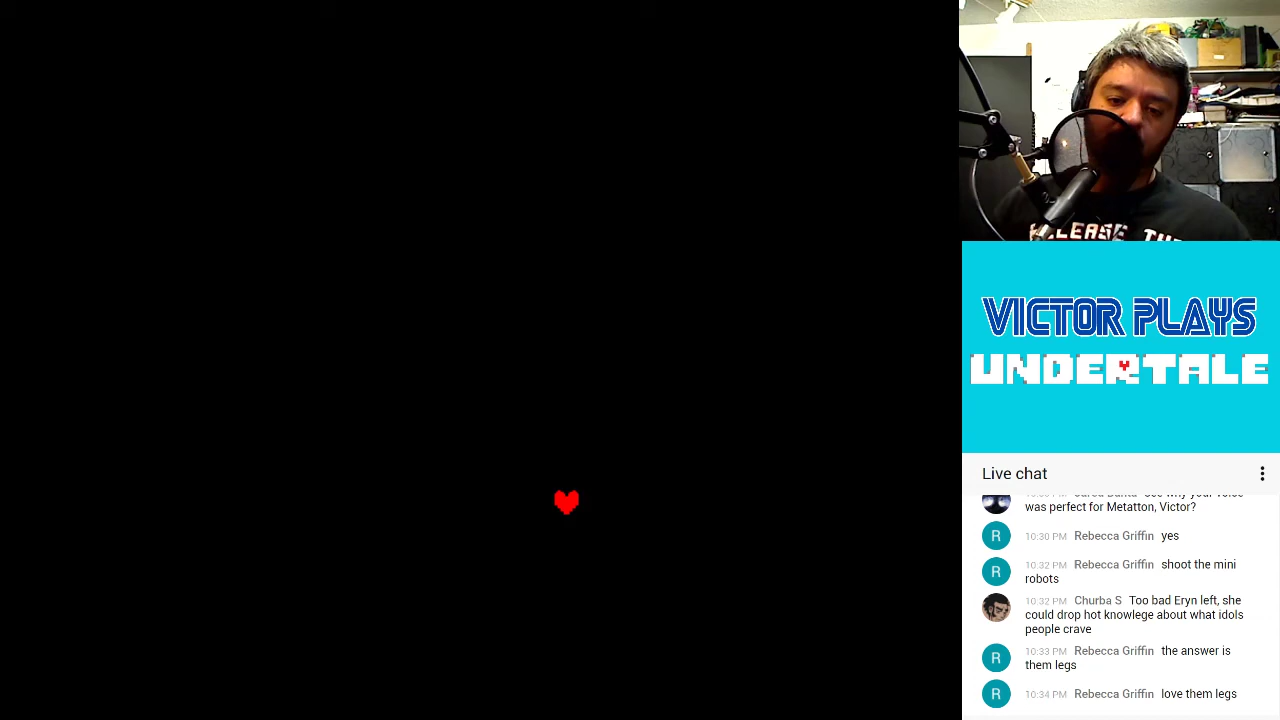 RELEASE THE
VICTOR PLAYS
UNDERTALE
Live chat
was perfect for Metatton, Victor?
R 10:30 PM Rebecca Griffin yes
R 10:32 PM Rebecca Griffin shoot the mini
robots
10:32 PM Churba S Too bad Eryn left, she
could drop hot knowlege about what idols
people crave
R 10:33 PM Rebecca Griffin the answer is
them legs
R 10:34 PM Rebecca Griffin love them legs